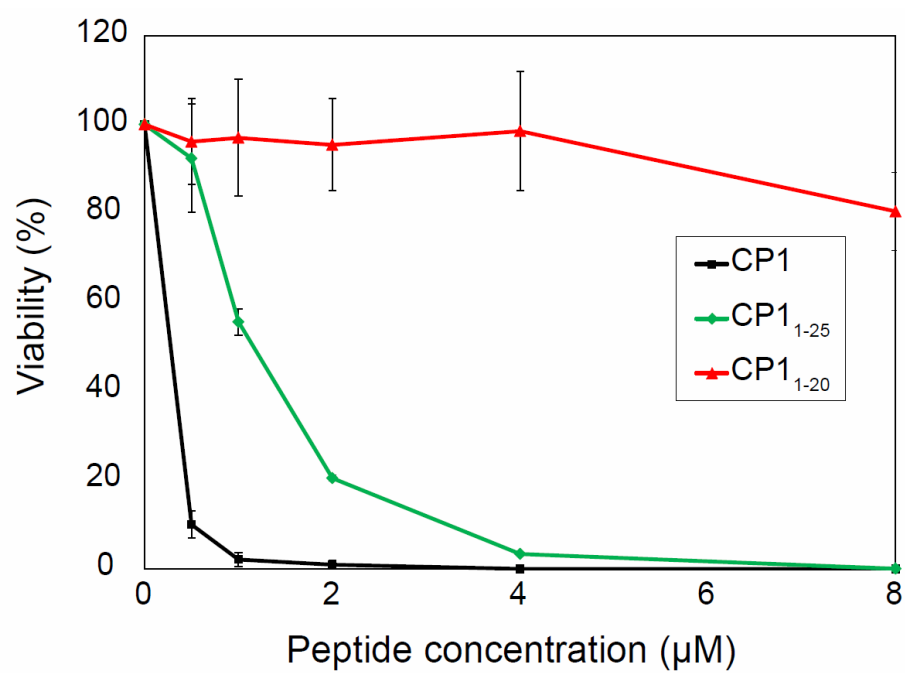 120
100
80
60
40
20
0
Viability (%)
0 2 4 6 8
Peptide concentration (µM)
CP1
CP1₁₋₂₅
CP1₁₋₂₀